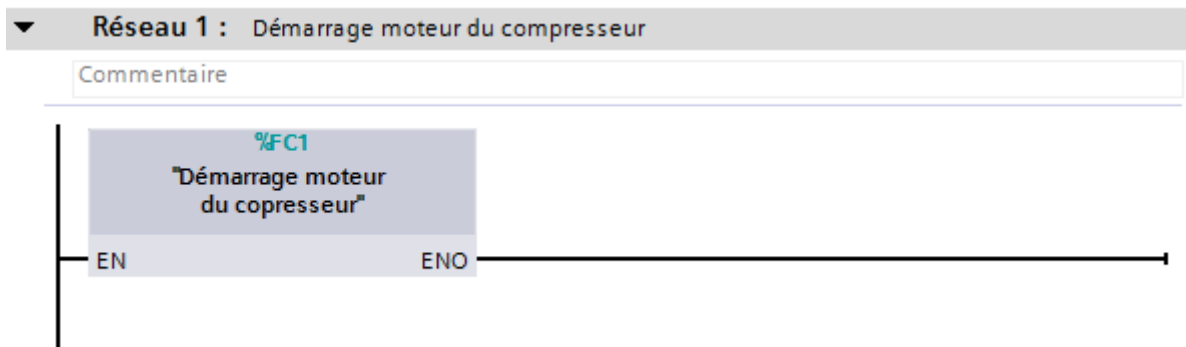 Réseau 1 : Démarrage moteur du compresseur
Commentaire
%FC1
"Démarrage moteur
du copresseur"
EN ENO